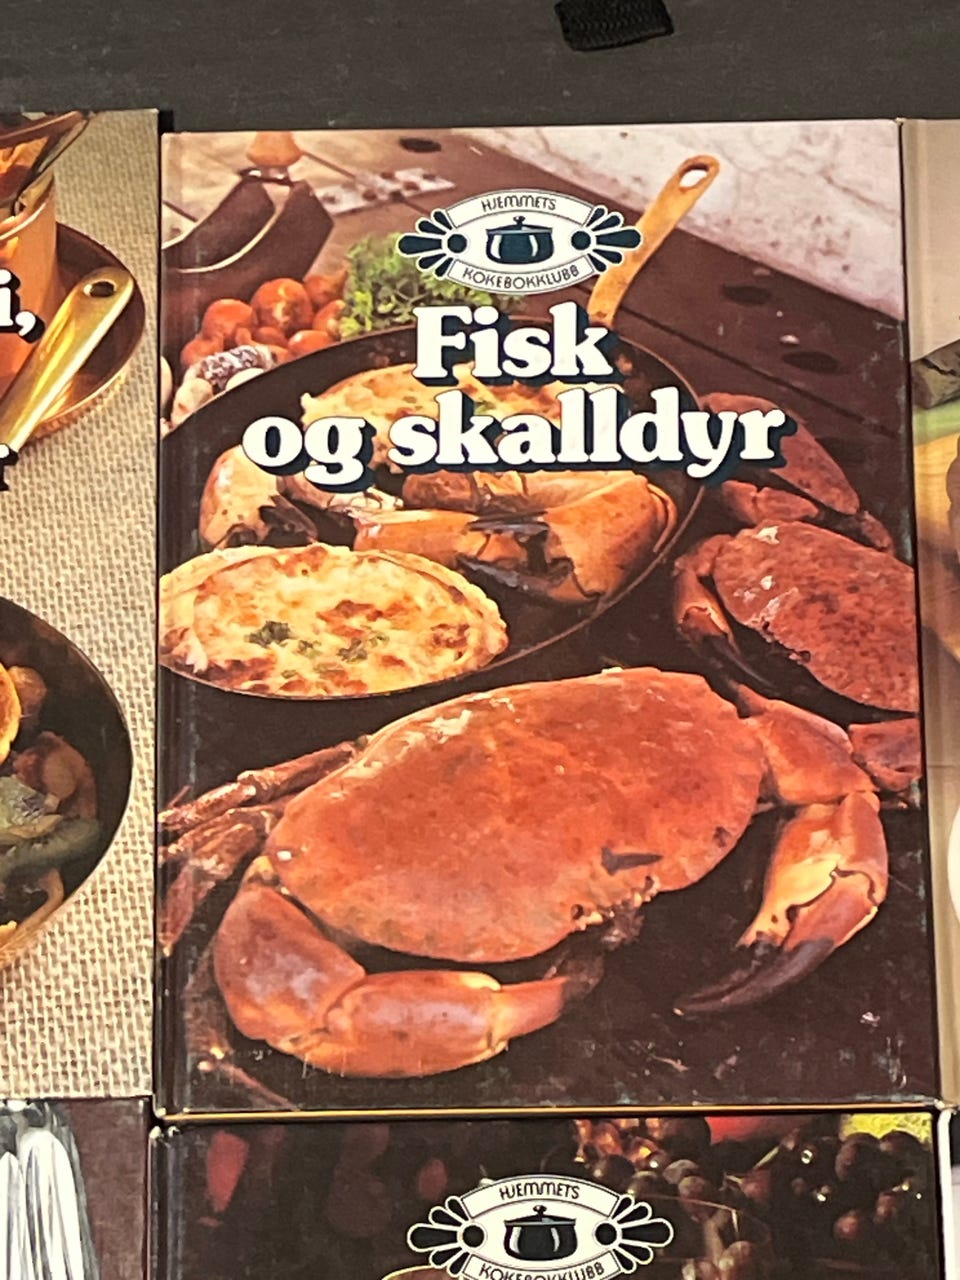 HJEMMETS
KOKEBOKKLUBB
Fisk
og skalldyr
i,
r
HJEMMETS
KOKEBOKKLUBB